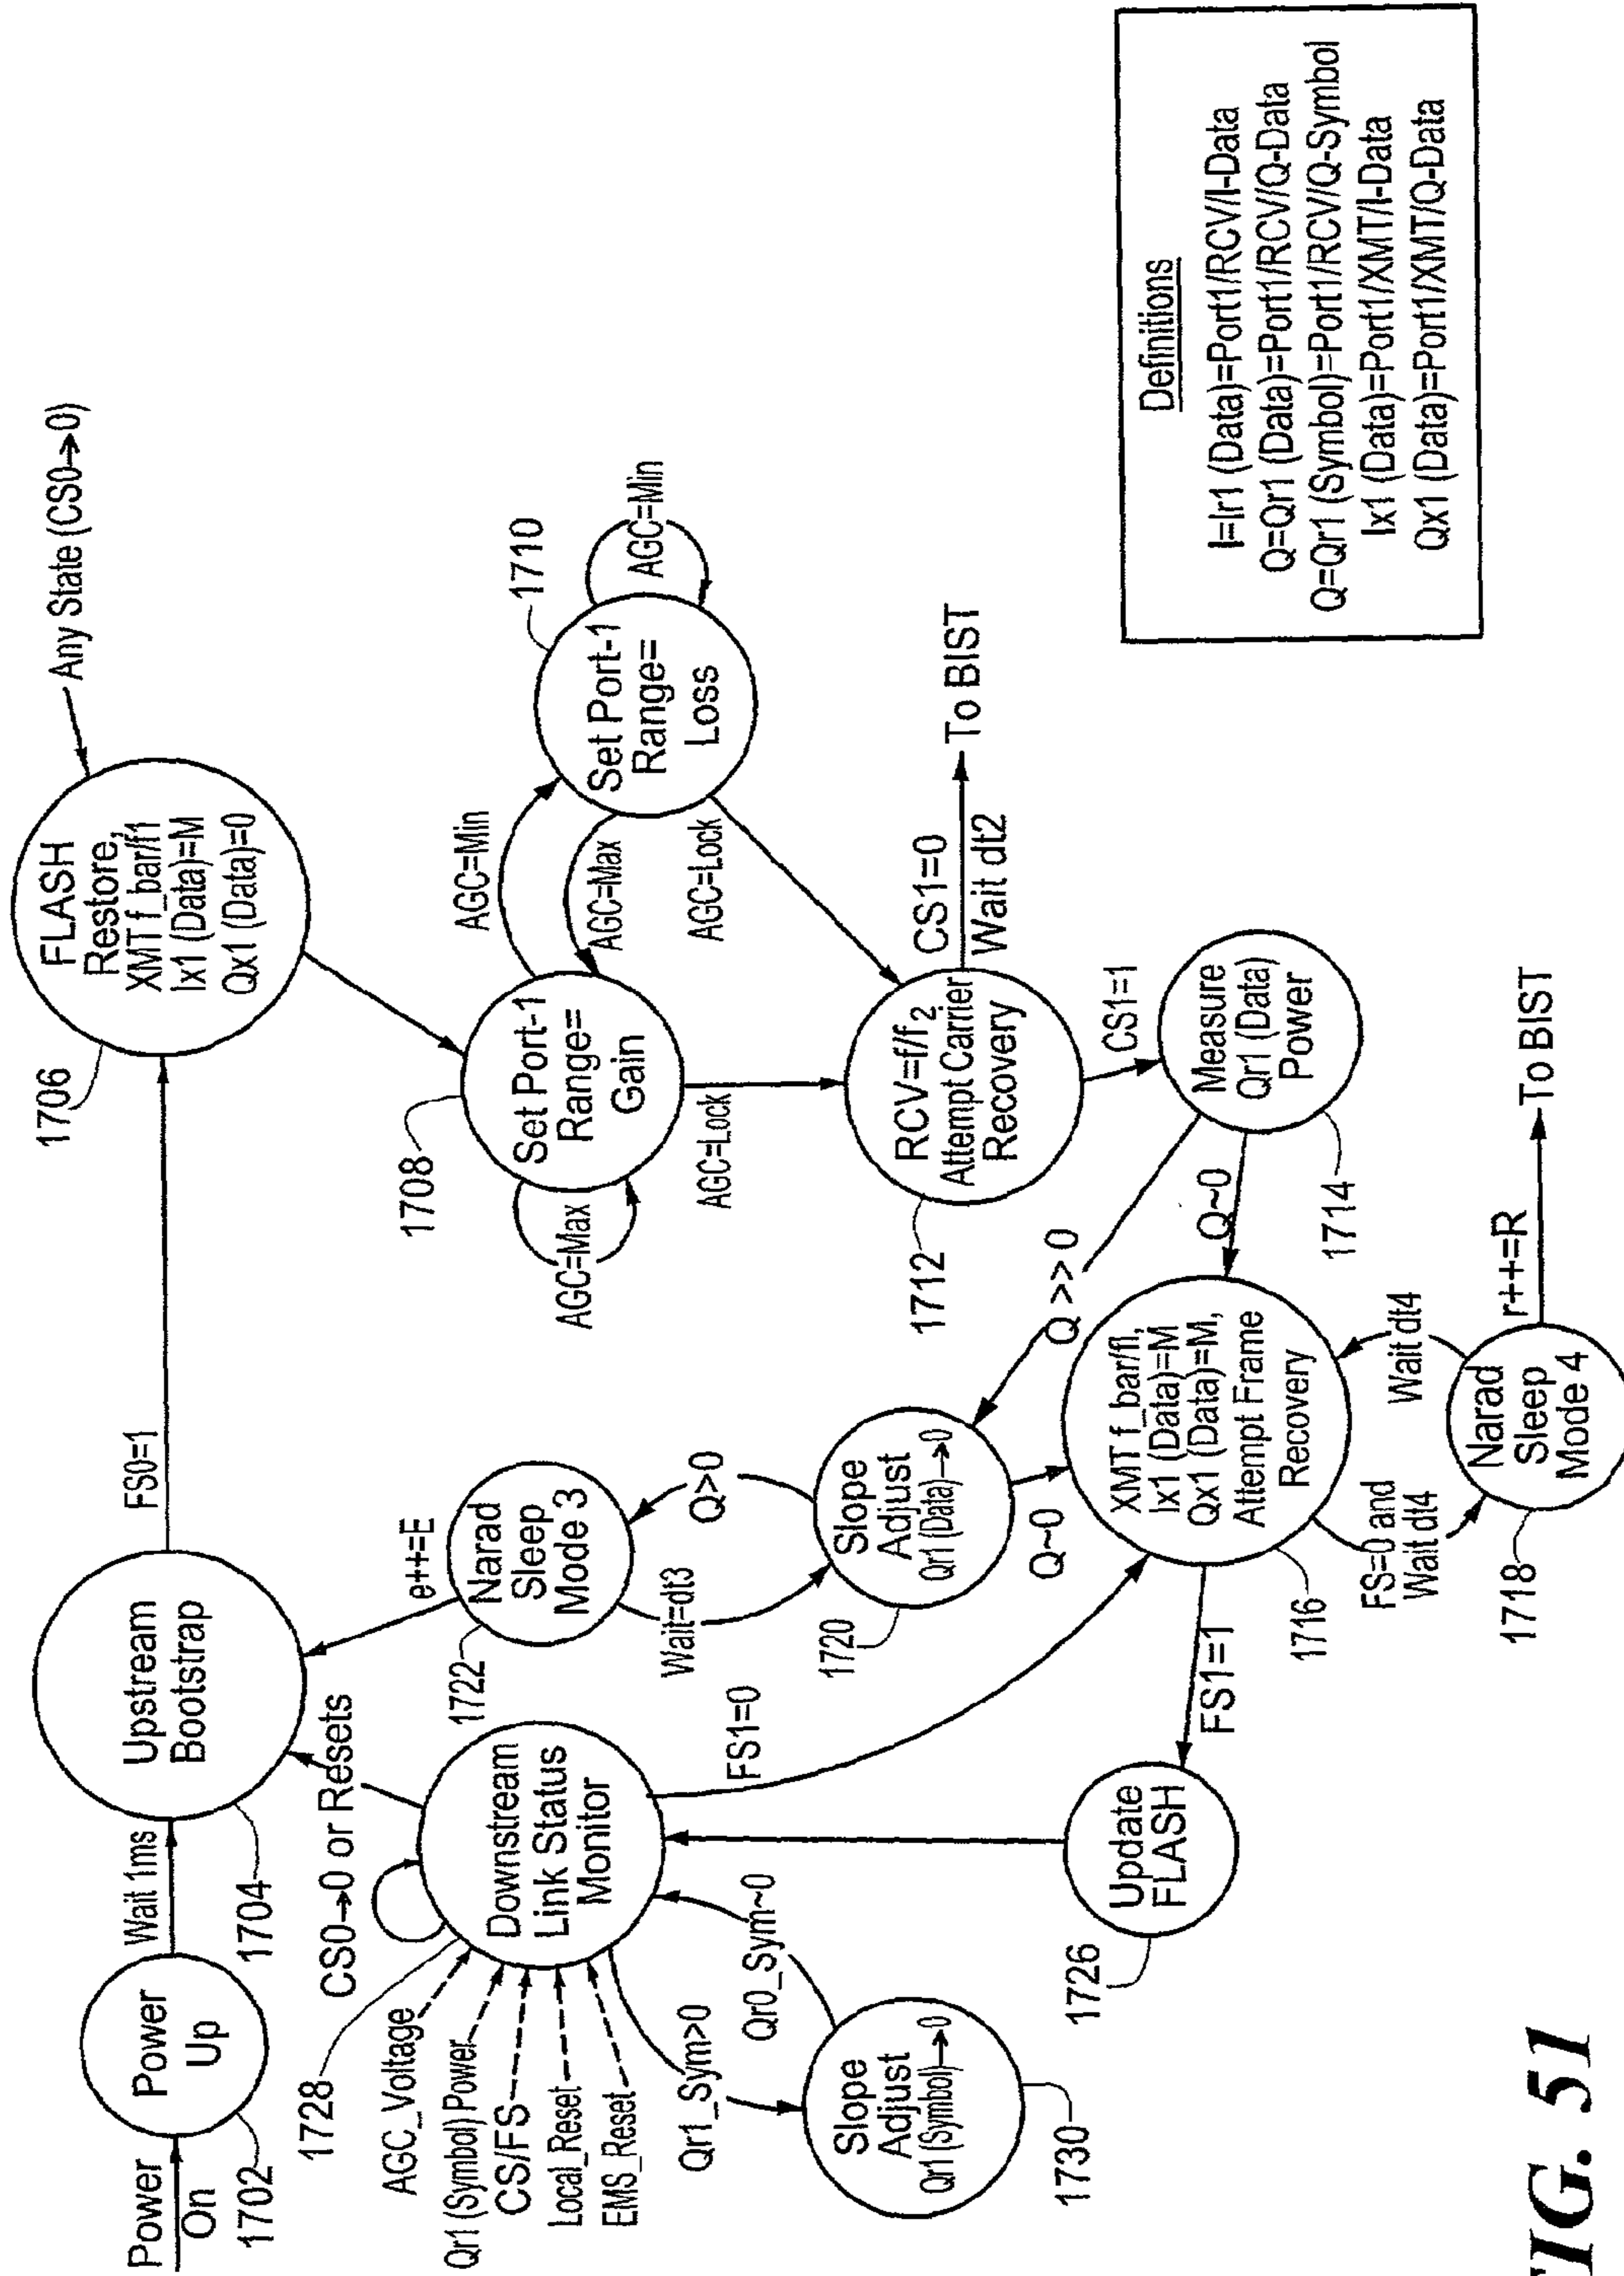 Power
On
1702
Power
Up
Wait 1ms
1704
Upstream
Bootstrap
FS0=1
1706
FLASH
Restore,
XMT f_bar/f1
Ix1 (Data)=M
Qx1 (Data)=0
Any State (CS0→0)
CS0→0 or Resets
e++=E
1728
AGC_Voltage
Qr1 (Symbol) Power
CS/FS
Local_Reset
EMS_Reset
Downstream
Link Status
Monitor
1722
Narad
Sleep
Mode 3
Wait=dt3
Q>0
1720
Slope
Adjust
Qr1 (Data)→0
Q~0
1708
Set Port-1
Range=
Gain
AGC=Max
AGC=Min
AGC=Max
AGC=Lock
AGC=Lock
1710
Set Port-1
Range=
Loss
AGC=Min
1712
RCV=f/f2
Attempt Carrier
Recovery
CS1=0
Wait dt2
To BIST
CS1=1
Measure
Qr1 (Data)
Power
1714
Q >> 0
Q~0
Qr1_Sym>0
Qr0_Sym~0
FS1=0
Slope
Adjust
Qr1 (Symbol)→0
1730
Update
FLASH
1726
FS1=1
XMT f_bar/fl,
Ix1 (Data)=M
Qx1 (Data)=M,
Attempt Frame
Recovery
1716
FS=0 and
Wait dt4
Wait dt4
1718
Narad
Sleep
Mode 4
r++=R
To BIST
Definitions
I=Ir1 (Data)=Port1/RCV/I-Data
Q=Qr1 (Data)=Port1/RCV/Q-Data
Q=Qr1 (Symbol)=Port1/RCV/Q-Symbol
Ix1 (Data)=Port1/XMT/I-Data
Qx1 (Data)=Port1/XMT/Q-Data
FIG. 51